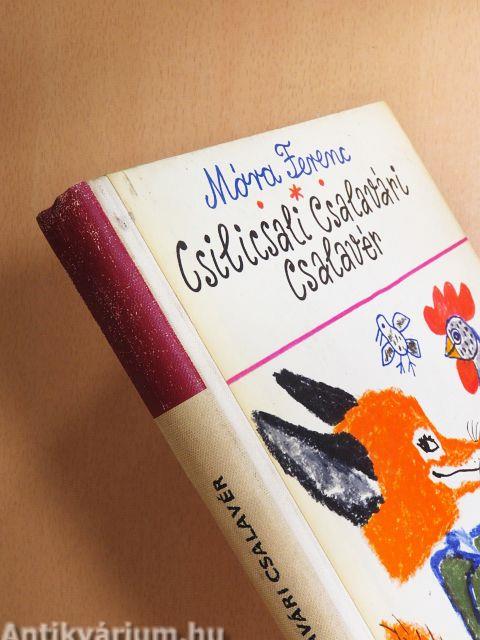 Móra Ferenc
Csilicsali Csalavári
Csalavér
VÁRI CSALAVÉR
Antikvárium.hu